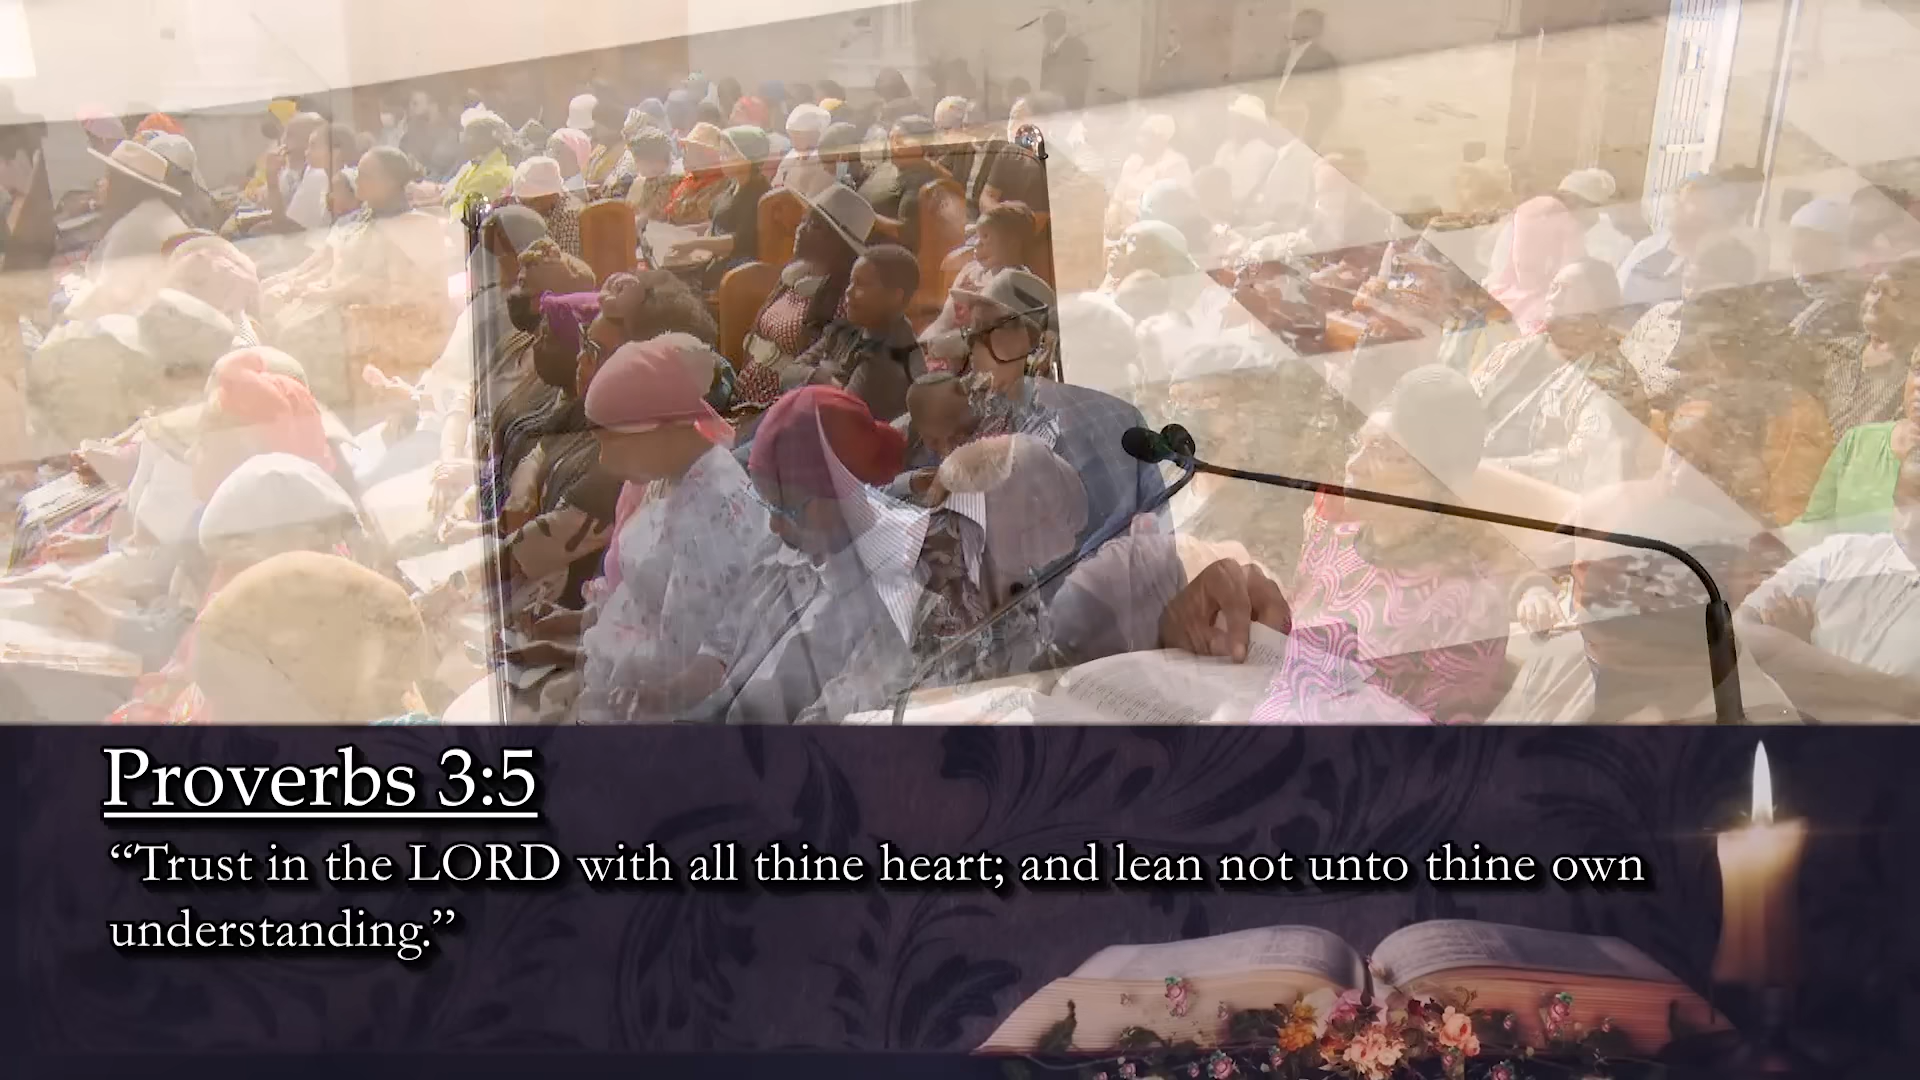 Proverbs 3:5
“Trust in the LORD with all thine heart; and lean not unto thine own
understanding.”